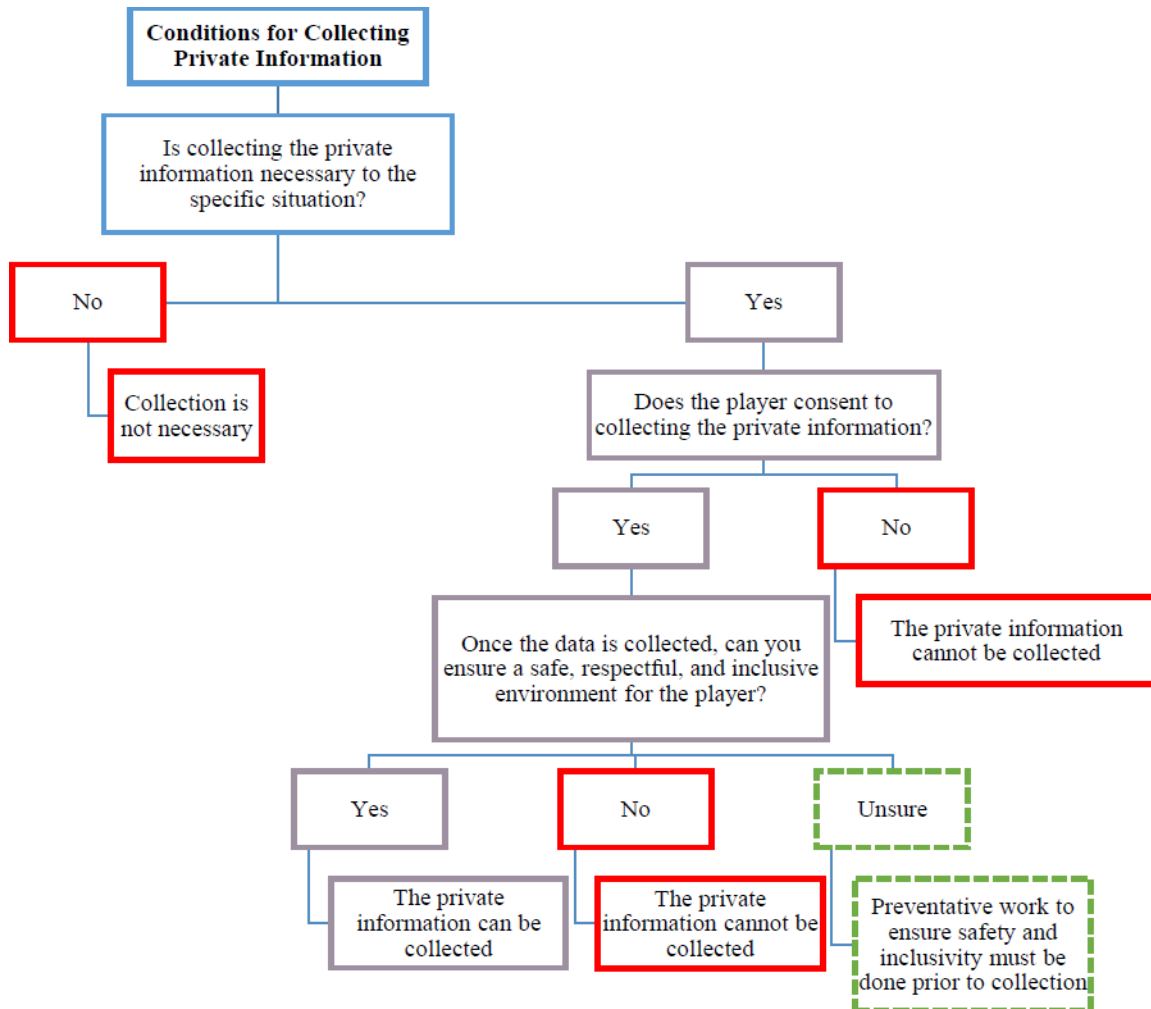 Conditions for Collecting
Private Information
Is collecting the private
information necessary to the
specific situation?
No
Yes
Collection is
not necessary
Does the player consent to
collecting the private information?
Yes
No
The private information
cannot be collected
Once the data is collected, can you
ensure a safe, respectful, and inclusive
environment for the player?
Yes
No
Unsure
The private
information can be
collected
The private
information cannot be
collected
Preventative work to
ensure safety and
inclusivity must be
done prior to collection